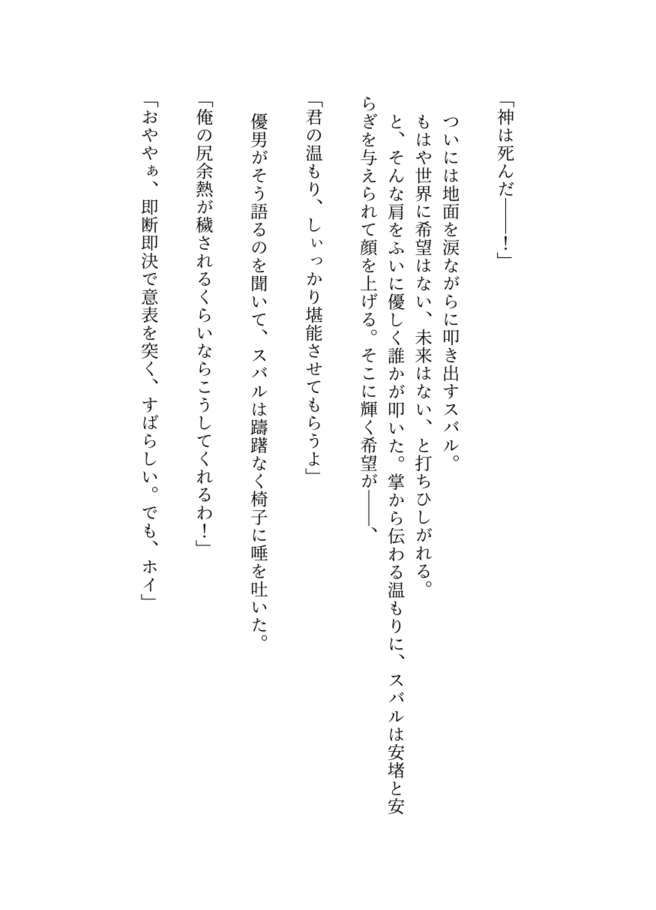 「神は死んだ――！」
ついには地面を涙ながらに叩き出すスバル。
もはや世界に希望はない、未来はない、と打ちひしがれる。
と、そんな肩をふいに優しく誰かが叩いた。掌から伝わる温もりに、スバルは安堵と安
らぎを与えられて顔を上げる。そこに輝く希望が――、
「君の温もり、しぃっかり堪能させてもらうよ」
優男がそう語るのを聞いて、スバルは躊躇なく椅子に唾を吐いた。
「俺の尻余熱が穢されるくらいならこうしてくれるわ！」
「おややぁ、即断即決で意表を突く、すばらしい。でも、ホイ」